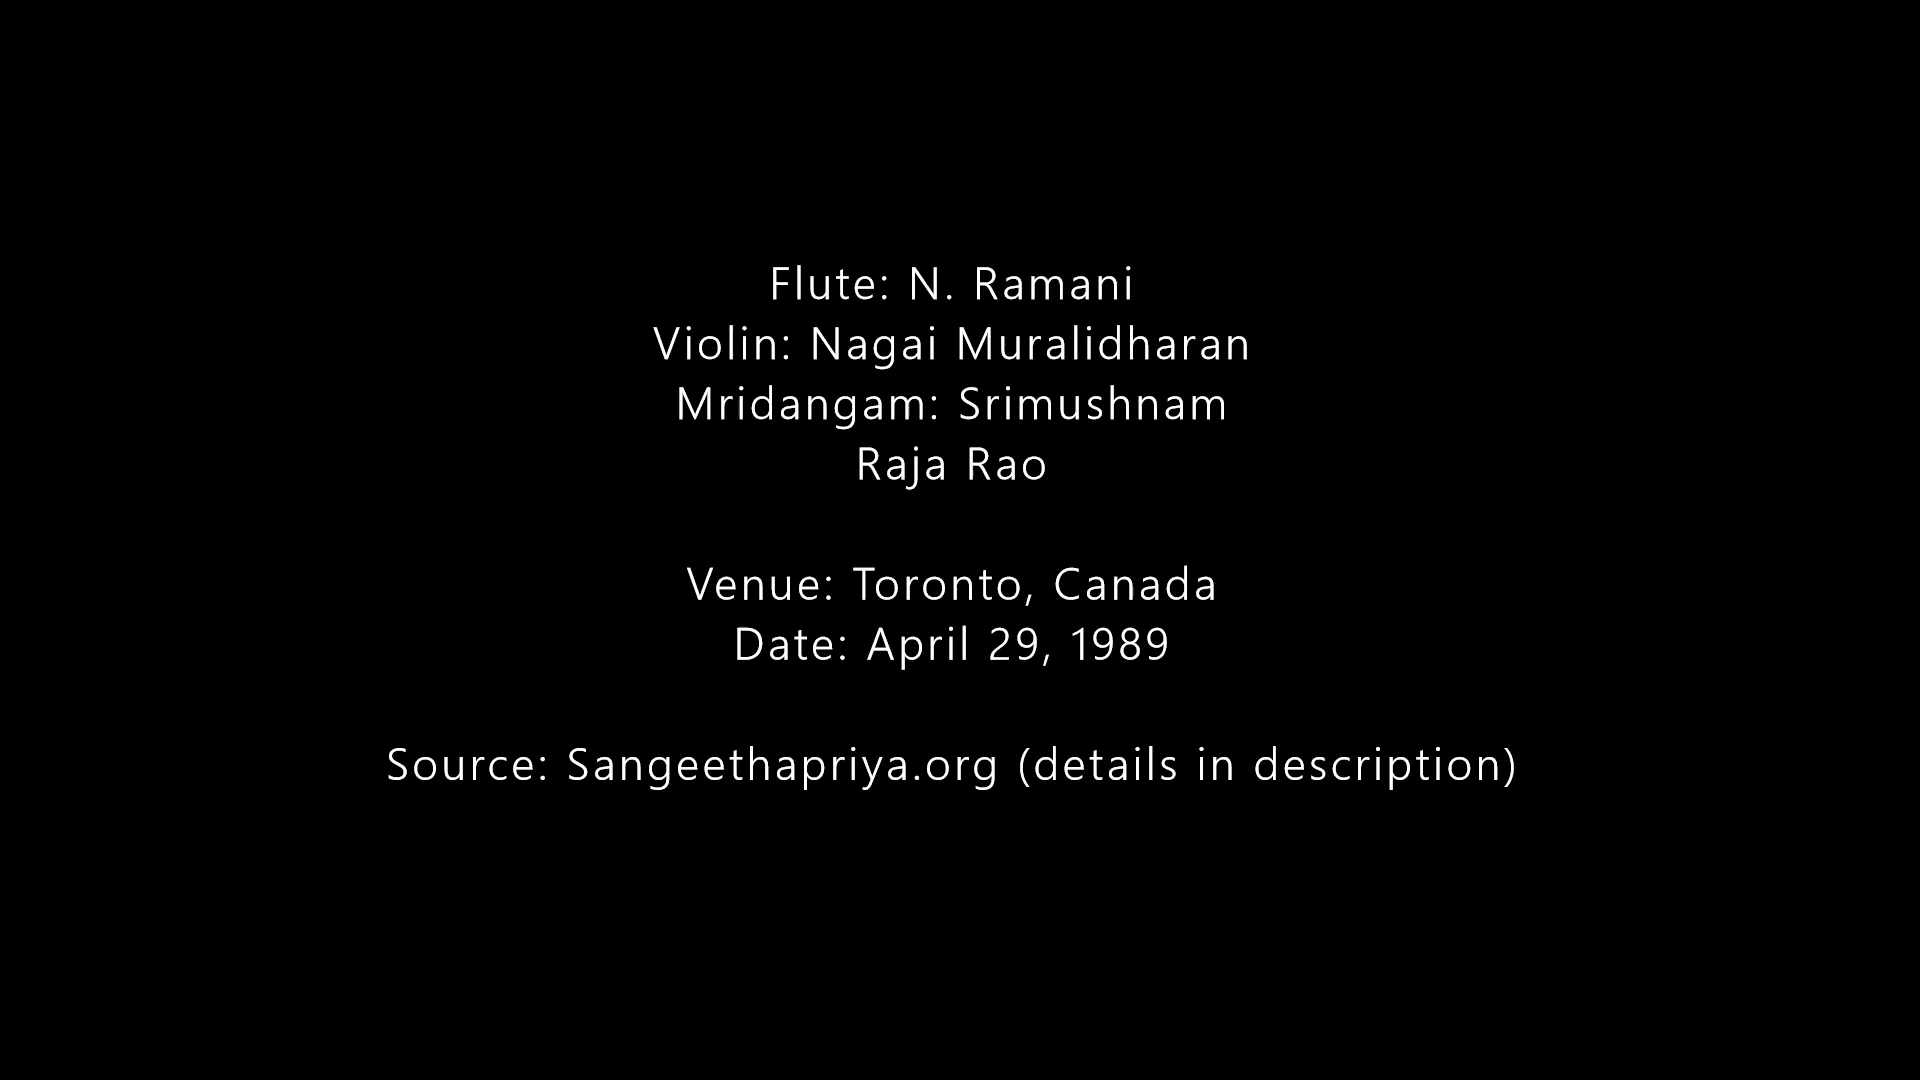 Flute: N. Ramani
Violin: Nagai Muralidharan
Mridangam: Srimushnam
Raja Rao
Venue: Toronto, Canada
Date: April 29, 1989
Source: Sangeethapriya.org (details in description)